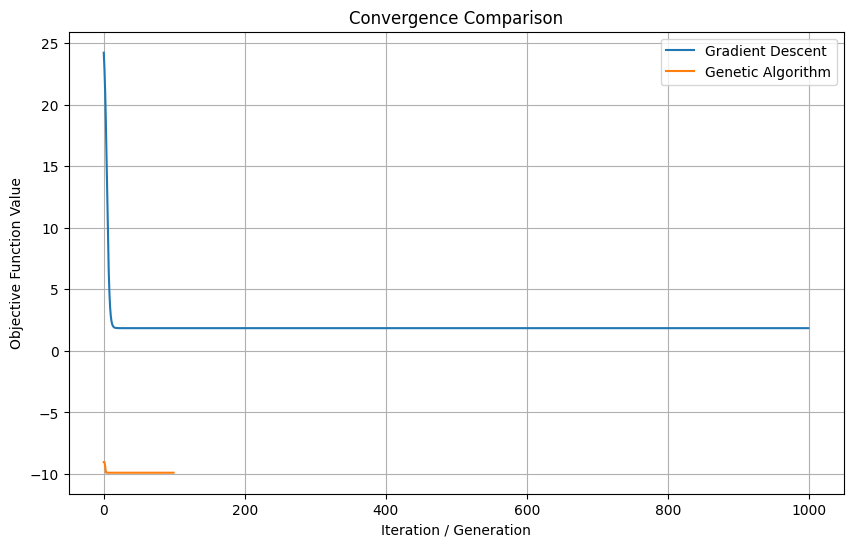 Convergence Comparison
Gradient Descent
Genetic Algorithm
Objective Function Value
25
20
15
10
5
0
−5
−10
0
200
400
600
800
1000
Iteration / Generation